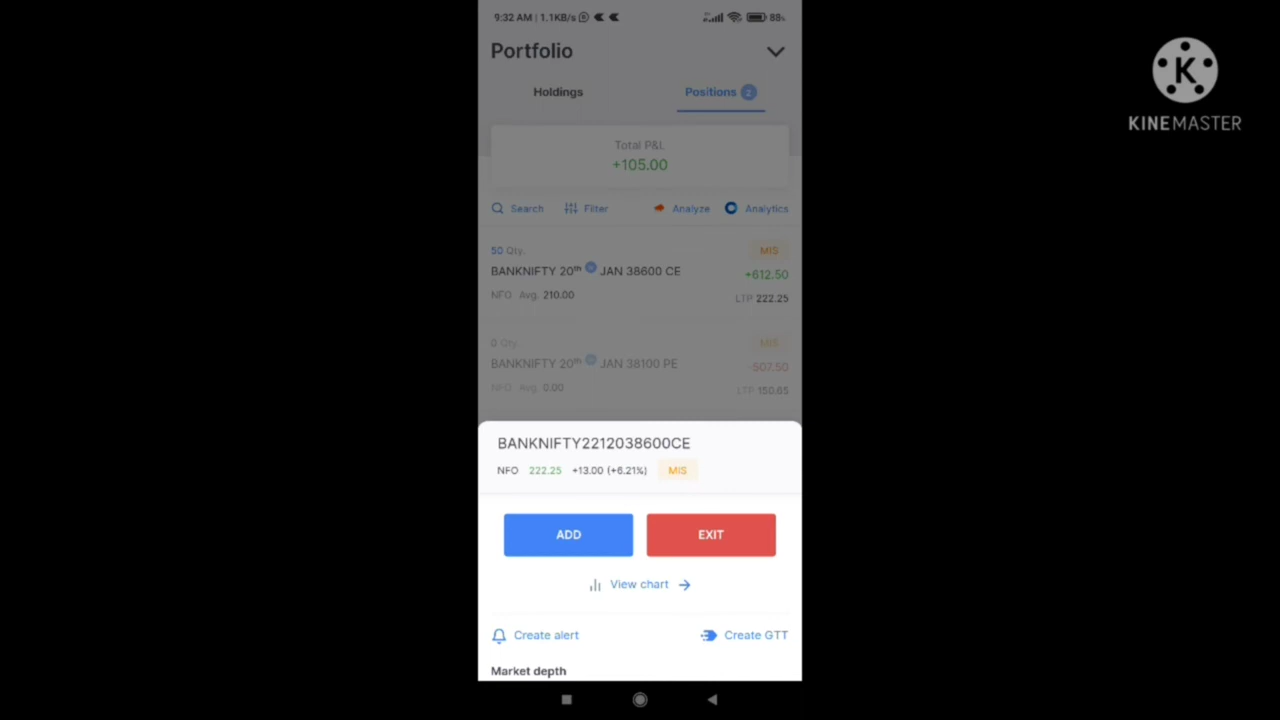 9:32 AM | 1.1KB/s
88%
Portfolio
KINEMASTER
Holdings
Positions 2
Total P&L
+105.00
Search Filter Analyze Analytics
50 Qty. MIS
BANKNIFTY 20th W JAN 38600 CE +612.50
NFO Avg. 210.00 LTP 222.25
0 Qty. MIS
BANKNIFTY 20th W JAN 38100 PE -507.50
NFO Avg. 0.00 LTP 150.65
BANKNIFTY2212038600CE
NFO 222.25 +13.00 (+6.21%) MIS
ADD EXIT
View chart
Create alert Create GTT
Market depth